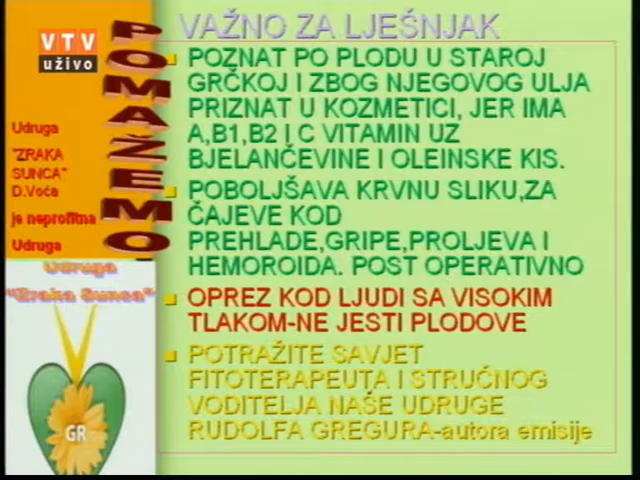 VTV
uživo
POMAŽEMO
Udruga
"ZRAKA
SUNCA"
D.Voća
je neprofitna
Udruga
Udruga
"Zraka Sunca"
GR
VAŽNO ZA LJEŠNJAK
POZNAT PO PLODU U STAROJ
GRČKOJ I ZBOG NJEGOVOG ULJA
PRIZNAT U KOZMETICI, JER IMA
A,B1,B2 I C VITAMIN UZ
BJELANČEVINE I OLEINSKE KIS.
POBOLJŠAVA KRVNU SLIKU,ZA
ČAJEVE KOD
PREHLADE,GRIPE,PROLJEVA I
HEMOROIDA. POST OPERATIVNO
OPREZ KOD LJUDI SA VISOKIM
TLAKOM-NE JESTI PLODOVE
POTRAŽITE SAVJET
FITOTERAPEUTA I STRUČNOG
VODITELJA NAŠE UDRUGE
RUDOLFA GREGURA-autora emisije